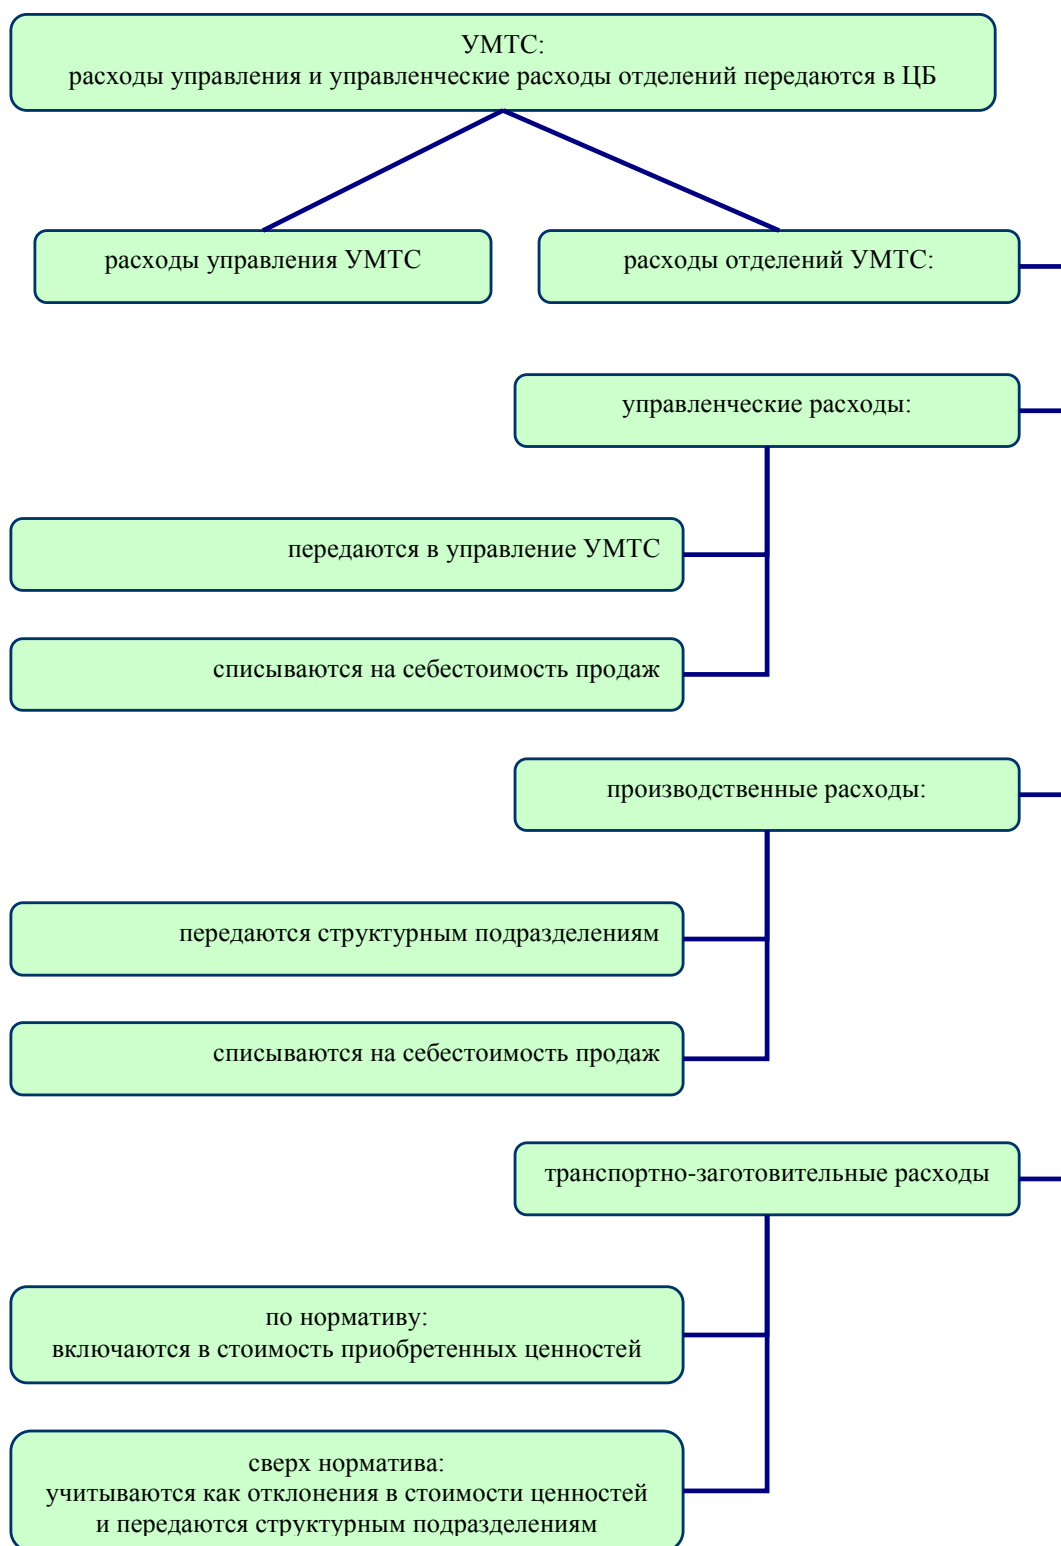 УМТС:
расходы управления и управленческие расходы отделений передаются в ЦБ
расходы управления УМТС
расходы отделений УМТС:
управленческие расходы:
передаются в управление УМТС
списываются на себестоимость продаж
производственные расходы:
передаются структурным подразделениям
списываются на себестоимость продаж
транспортно-заготовительные расходы
по нормативу:
включаются в стоимость приобретенных ценностей
сверх норматива:
учитываются как отклонения в стоимости ценностей
и передаются структурным подразделениям